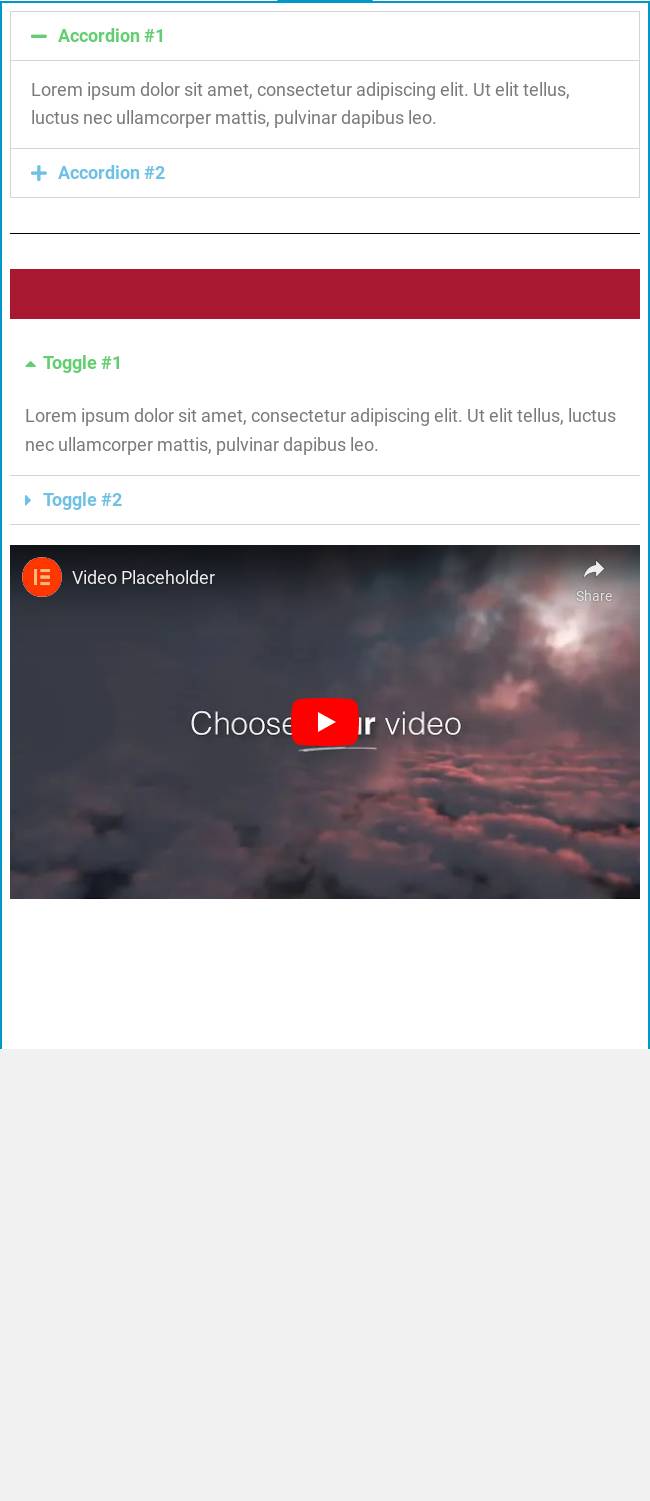 Accordion #1
Lorem ipsum dolor sit amet, consectetur adipiscing elit. Ut elit tellus,
luctus nec ullamcorper mattis, pulvinar dapibus leo.
Accordion #2
Toggle #1
Lorem ipsum dolor sit amet, consectetur adipiscing elit. Ut elit tellus, luctus
nec ullamcorper mattis, pulvinar dapibus leo.
Toggle #2
Video Placeholder
Share
Choose video